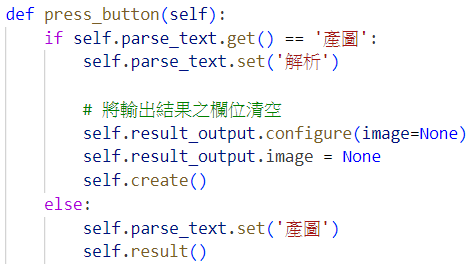 def press_button(self):
    if self.parse_text.get() == '產圖':
        self.parse_text.set('解析')

        # 將輸出結果之欄位清空
        self.result_output.configure(image=None)
        self.result_output.image = None
        self.create()
    else:
        self.parse_text.set('產圖')
        self.result()